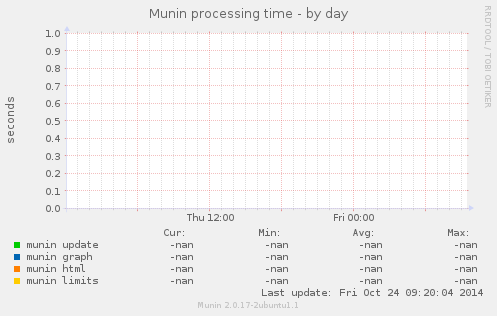 Munin processing time - by day
RRDTOOL / TOBI OETIKER
seconds
1.0
0.9
0.8
0.7
0.6
0.5
0.4
0.3
0.2
0.1
0.0
Thu 12:00 Fri 00:00
Cur: Min: Avg: Max:
munin update -nan -nan -nan -nan
munin graph -nan -nan -nan -nan
munin html -nan -nan -nan -nan
munin limits -nan -nan -nan -nan
Last update: Fri Oct 24 09:20:04 2014
Munin 2.0.17-2ubuntu1.1